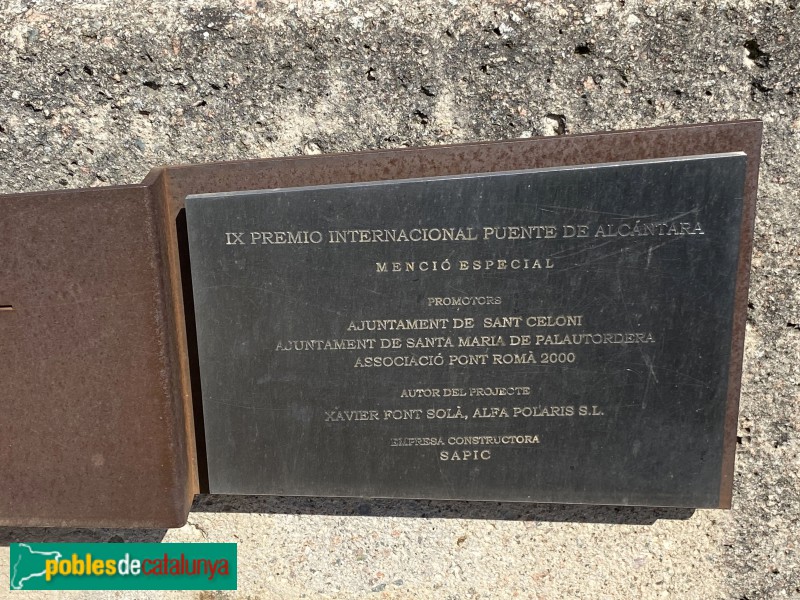 IX PREMIO INTERNACIONAL PUENTE DE ALCÁNTARA
MENCIÓ ESPECIAL
PROMOTORS
AJUNTAMENT DE SANT CELONI
AJUNTAMENT DE SANTA MARIA DE PALAUTORDERA
ASSOCIACIÓ PONT ROMÀ 2000
AUTOR DEL PROJECTE
XAVIER FONT SOLÀ, ALFA POLARIS S.L.
EMPRESA CONSTRUCTORA
SAPIC
poblesdecatalunya